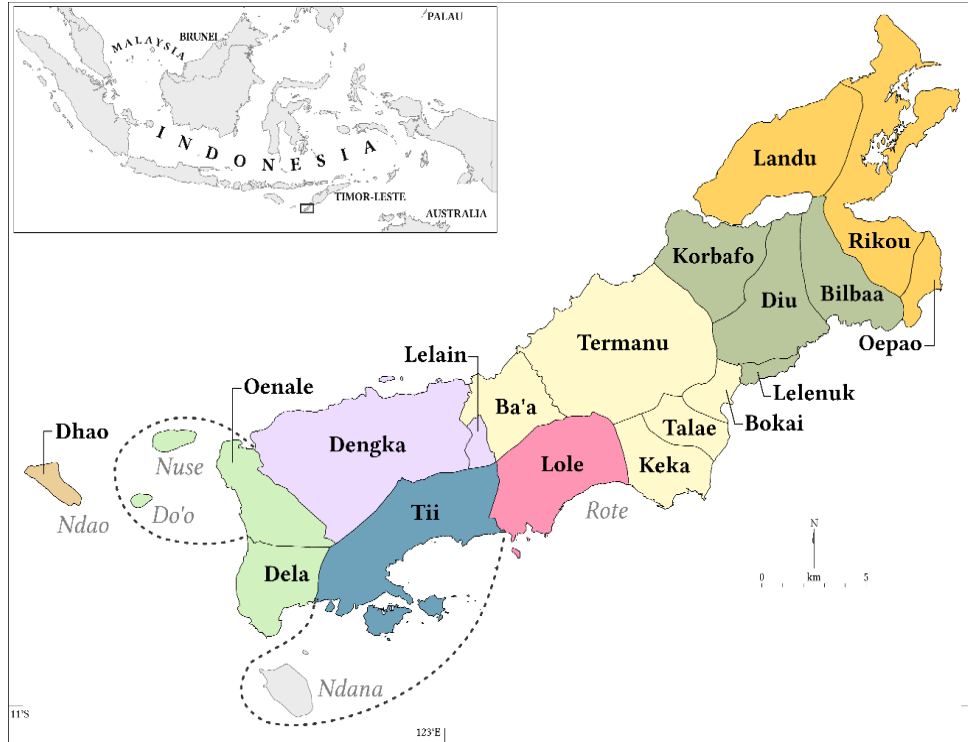 PALAU
BRUNEI
MALAYSIA
INDONESIA
TIMOR-LESTE
AUSTRALIA
Landu
Rikou
Korbafo
Diu
Bilbaa
Oepao
Termanu
Lelain
Oenale
Lelenuk
Ba'a
Bokai
Talae
Dhao
Dengka
Nuse
Lole
Keka
Ndao
Do'o
Tii
Rote
N
Dela
0 km 5
Ndana
11°S
123°E